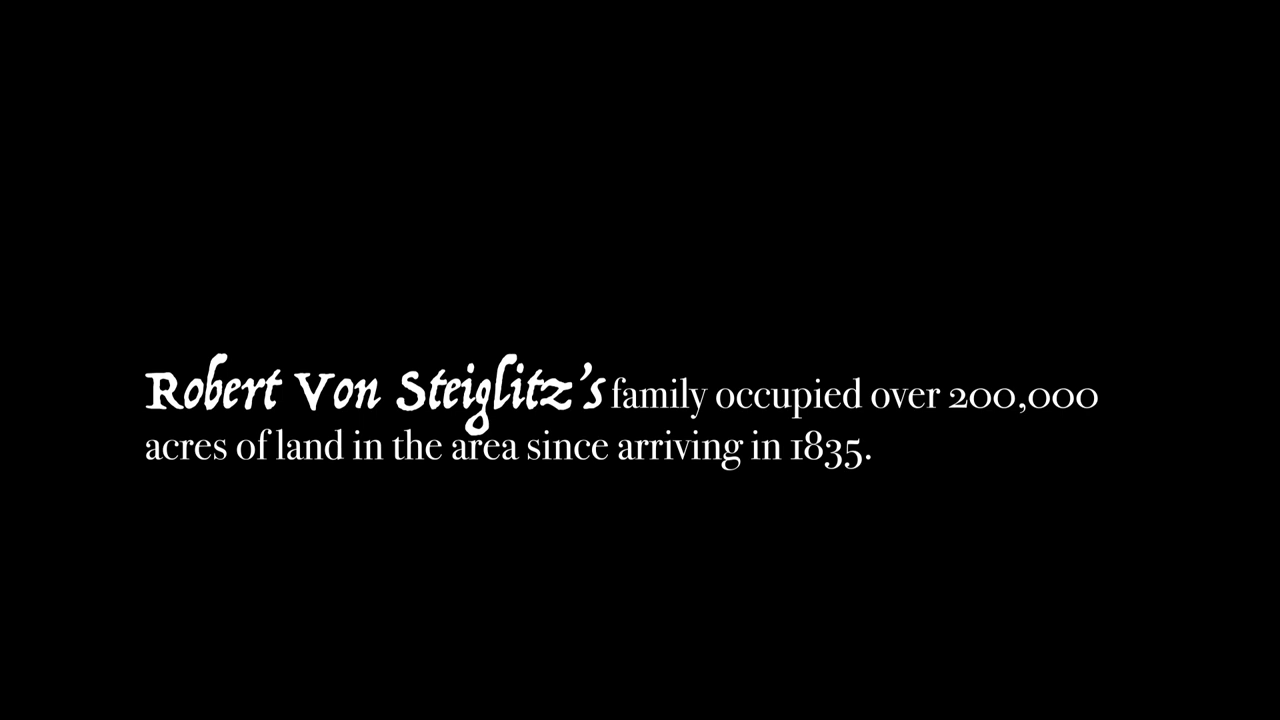 Robert Von Steiglitz's family occupied over 200,000
acres of land in the area since arriving in 1835.